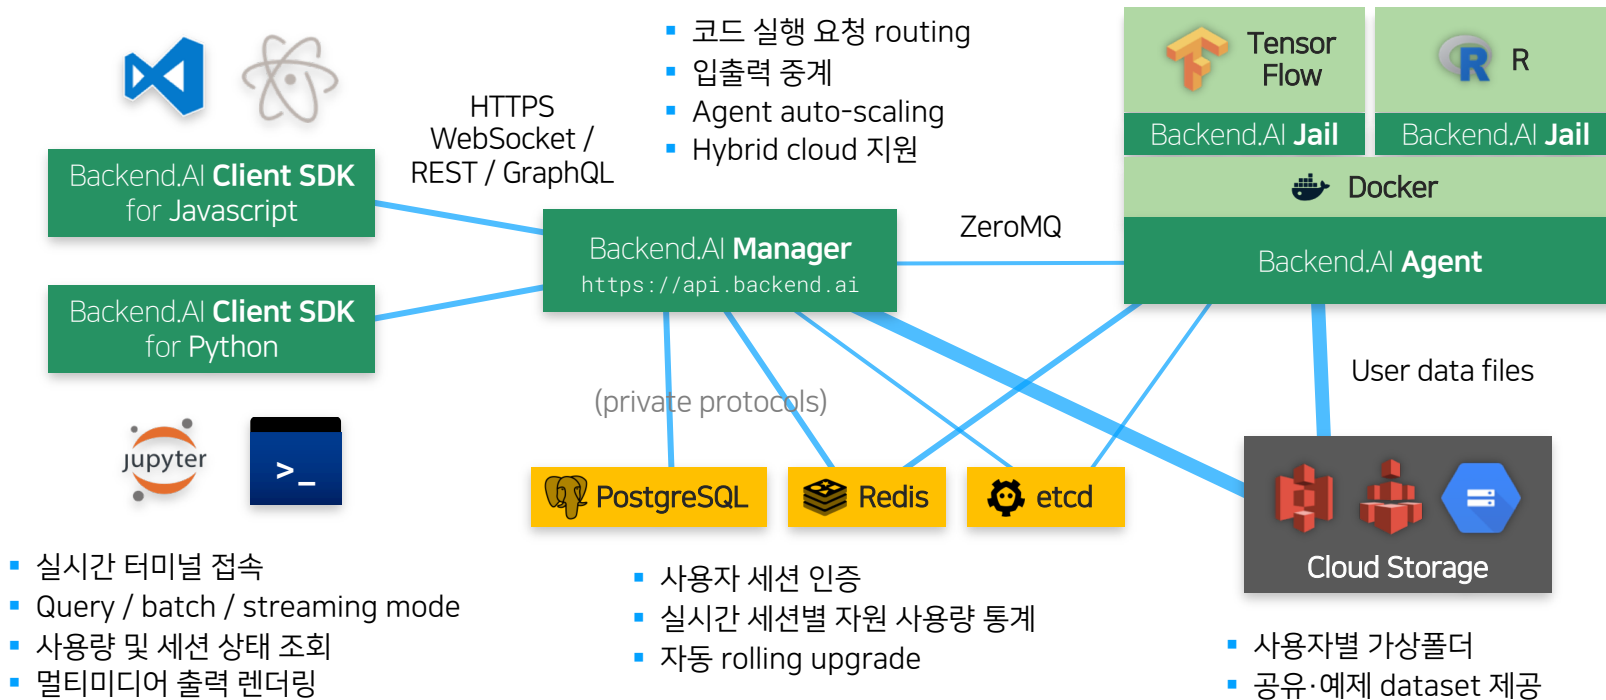 코드 실행 요청 routing
입출력 중계
Agent auto-scaling
Hybrid cloud 지원
HTTPS
WebSocket /
REST / GraphQL
Backend.AI Client SDK
for Javascript
Backend.AI Client SDK
for Python
Backend.AI Manager
https://api.backend.ai
ZeroMQ
Tensor
Flow
R
R
Backend.AI Jail
Backend.AI Jail
Docker
Backend.AI Agent
(private protocols)
User data files
jupyter
>_
PostgreSQL
Redis
etcd
Cloud Storage
실시간 터미널 접속
Query / batch / streaming mode
사용량 및 세션 상태 조회
멀티미디어 출력 렌더링
사용자 세션 인증
실시간 세션별 자원 사용량 통계
자동 rolling upgrade
사용자별 가상폴더
공유·예제 dataset 제공